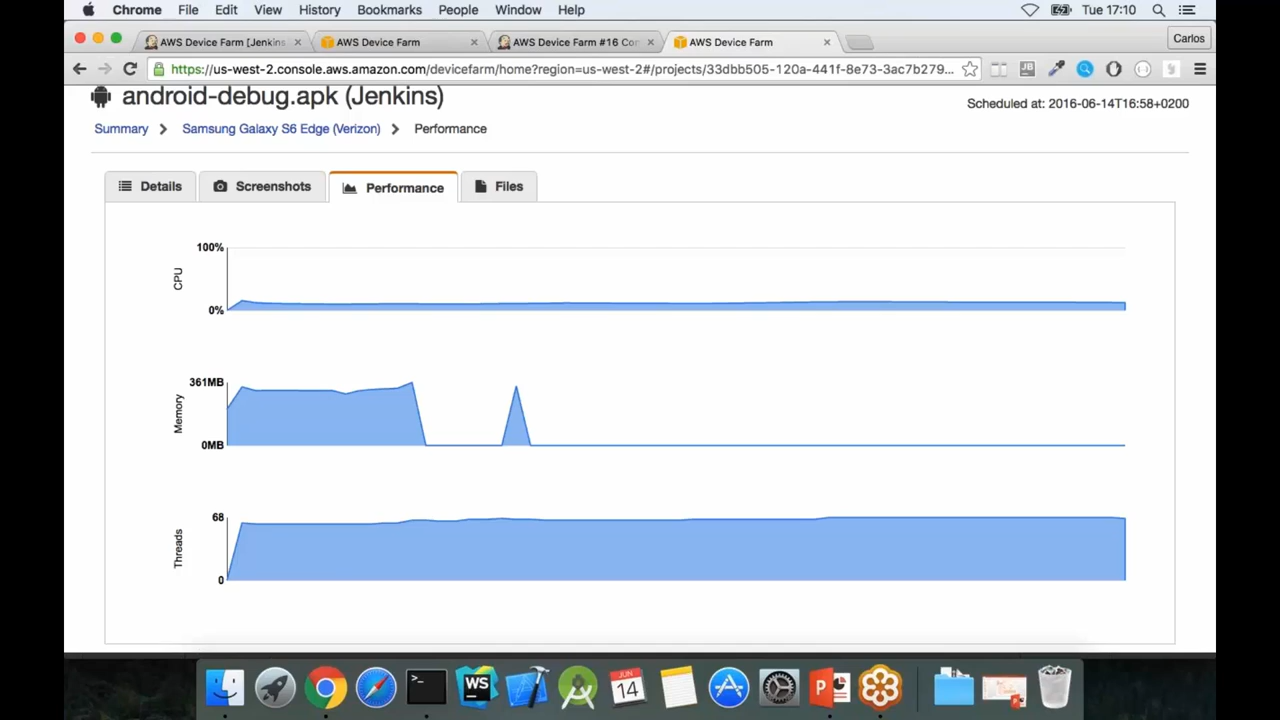 Chrome File Edit View History Bookmarks People Window Help Tue 17:10
AWS Device Farm [Jenkins AWS Device Farm AWS Device Farm #16 Con AWS Device Farm Carlos
https://us-west-2.console.aws.amazon.com/devicefarm/home?region=us-west-2#/projects/33dbb505-120a-441f-8e73-3ac7b279... JB
android-debug.apk (Jenkins)
Scheduled at: 2016-06-14T16:58+0200
Summary Samsung Galaxy S6 Edge (Verizon) Performance
Details Screenshots Performance Files
100%
CPU
0%
361MB
Memory
0MB
68
Threads
0
>_ WS JUN 14 P